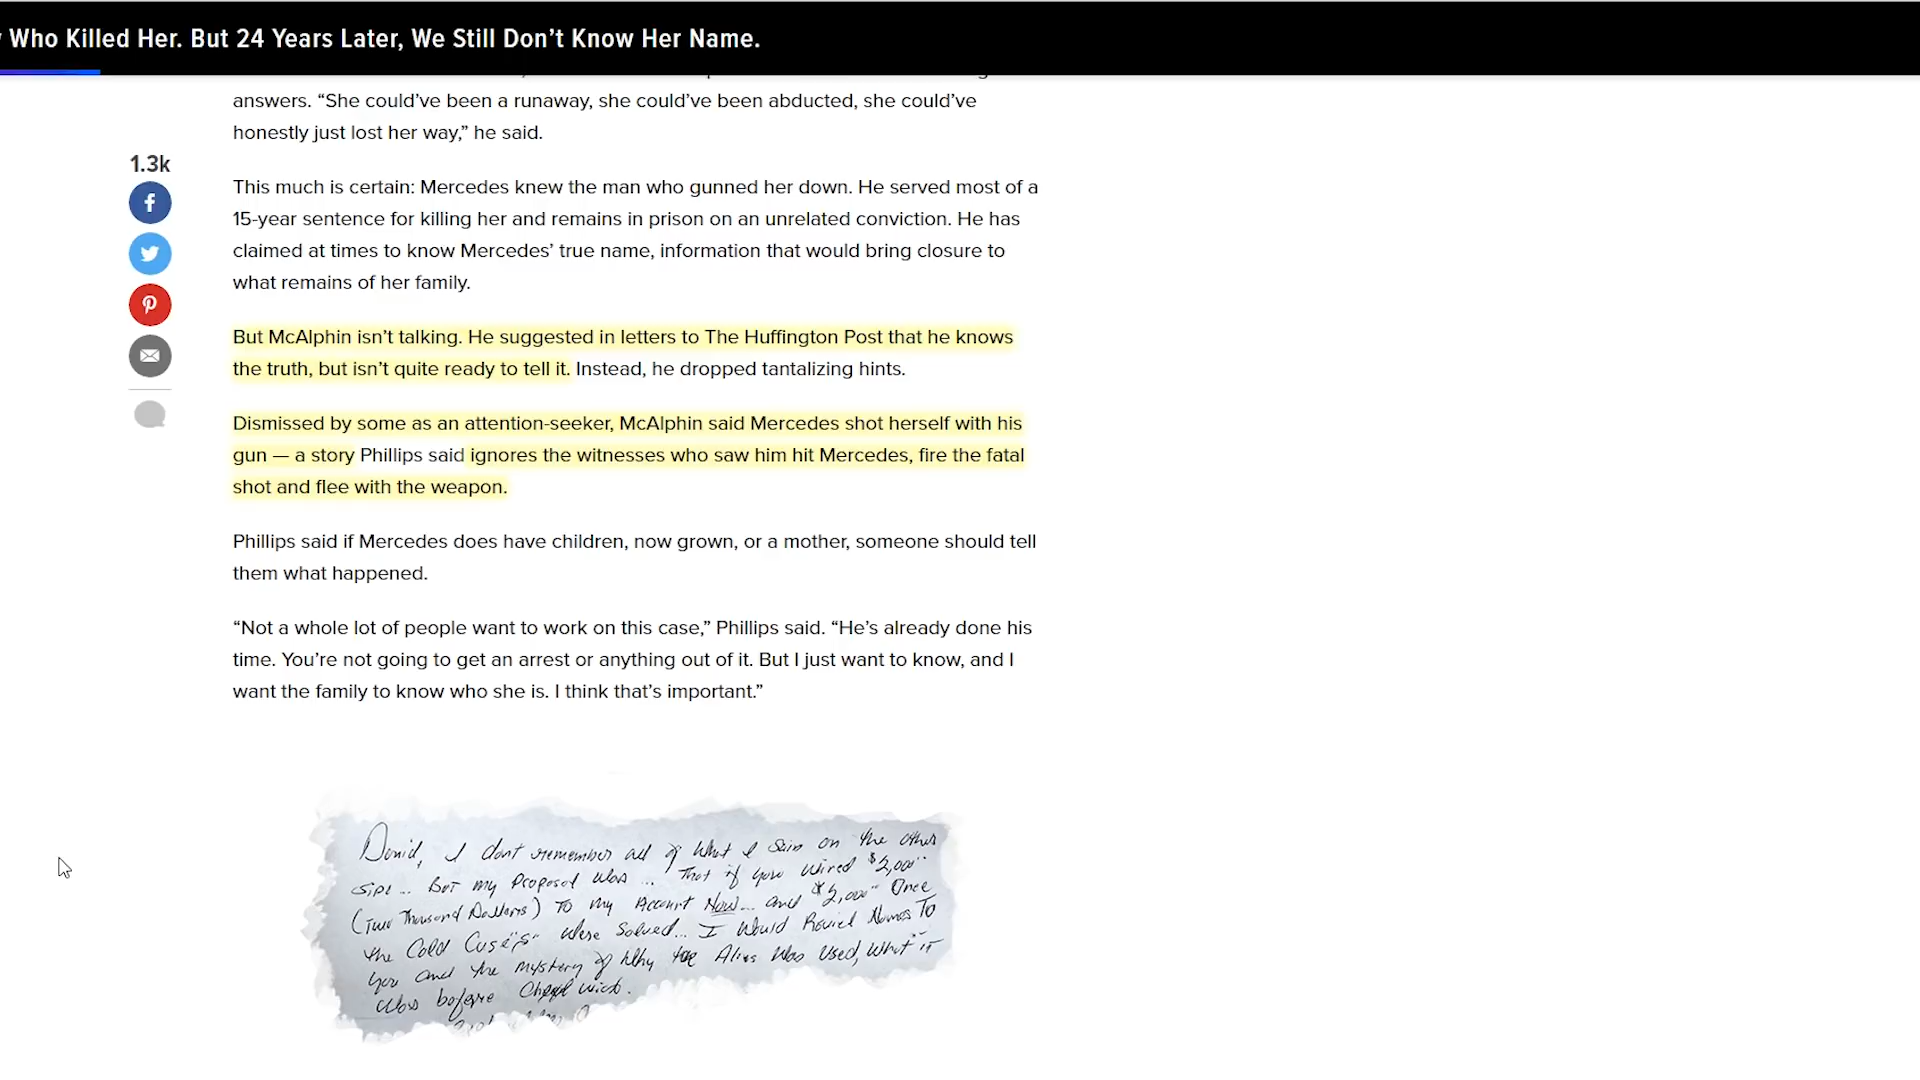 Who Killed Her. But 24 Years Later, We Still Don’t Know Her Name.
answers. “She could’ve been a runaway, she could’ve been abducted, she could’ve
honestly just lost her way,” he said.
1.3k
This much is certain: Mercedes knew the man who gunned her down. He served most of a
15-year sentence for killing her and remains in prison on an unrelated conviction. He has
claimed at times to know Mercedes’ true name, information that would bring closure to
what remains of her family.
But McAlphin isn’t talking. He suggested in letters to The Huffington Post that he knows
the truth, but isn’t quite ready to tell it. Instead, he dropped tantalizing hints.
Dismissed by some as an attention-seeker, McAlphin said Mercedes shot herself with his
gun — a story Phillips said ignores the witnesses who saw him hit Mercedes, fire the fatal
shot and flee with the weapon.
Phillips said if Mercedes does have children, now grown, or a mother, someone should tell
them what happened.
“Not a whole lot of people want to work on this case,” Phillips said. “He’s already done his
time. You’re not going to get an arrest or anything out of it. But I just want to know, and I
want the family to know who she is. I think that’s important.”
David, I dont remember all of what I said on the other
side... But my proposal was... That if you wired $2,000
(Two Thousand Dollars) To my Account Now... and $2,000 Once
the Cold Case's were solved... I would Names To
you and the mystery of why the Alias was used, what it
was before